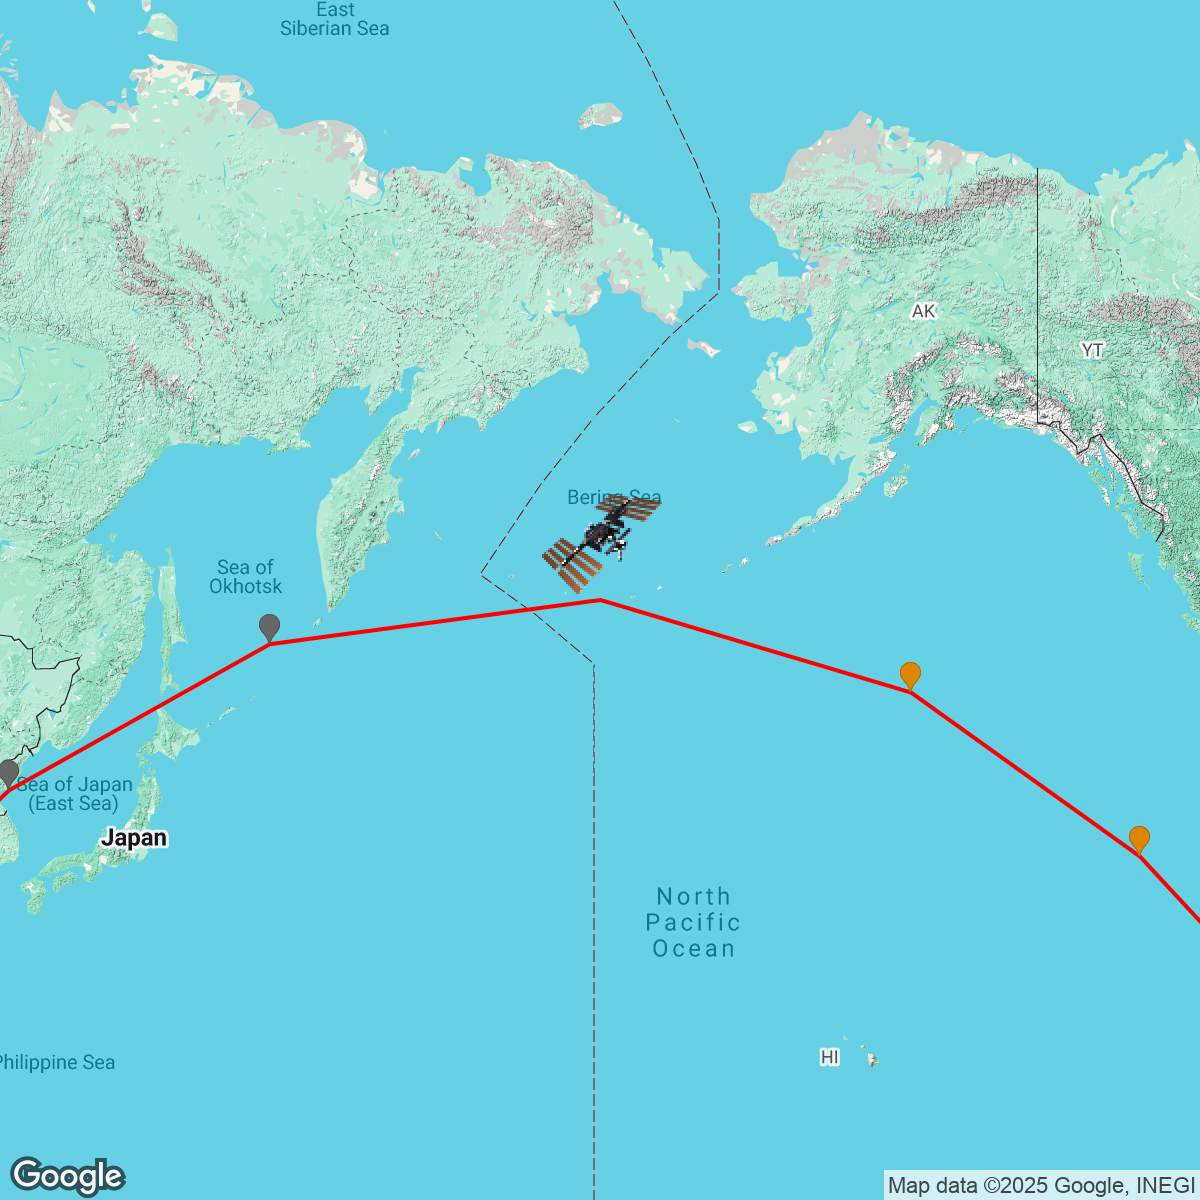 East
Siberian Sea
AK
YT
Bering Sea
Sea of
Okhotsk
Sea of Japan
(East Sea)
Japan
North
Pacific
Ocean
HI
Philippine Sea
Google
Map data ©2025 Google, INEGI